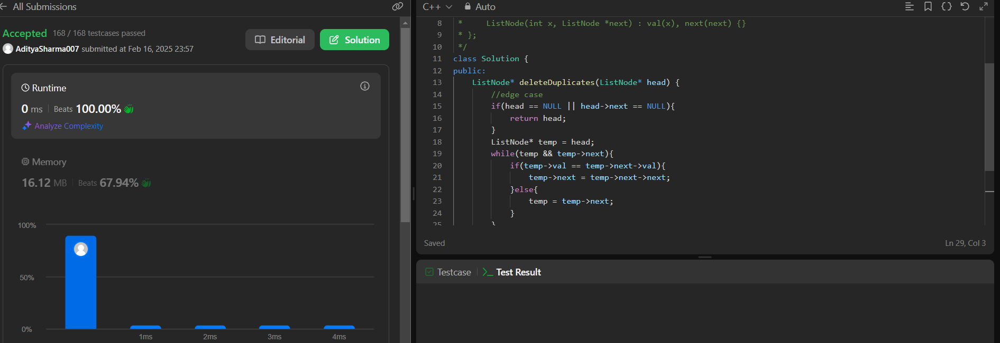 All Submissions
Accepted 168 / 168 testcases passed
AdityaSharma007 submitted at Feb 16, 2025 23:57
Editorial
Solution
Runtime
0 ms Beats 100.00%
Analyze Complexity
Memory
16.12 MB Beats 67.94%
100%
50%
0%
1ms 2ms 3ms 4ms
C++ Auto
8 *     ListNode(int x, ListNode *next) : val(x), next(next) {}
9 * };
10 */
11 class Solution {
12 public:
13     ListNode* deleteDuplicates(ListNode* head) {
14         //edge case
15         if(head == NULL || head->next == NULL){
16             return head;
17         }
18         ListNode* temp = head;
19         while(temp && temp->next){
20             if(temp->val == temp->next->val){
21                 temp->next = temp->next->next;
22             }else{
23                 temp = temp->next;
24             }
25         }
Saved
Ln 29, Col 3
Testcase
>_ Test Result